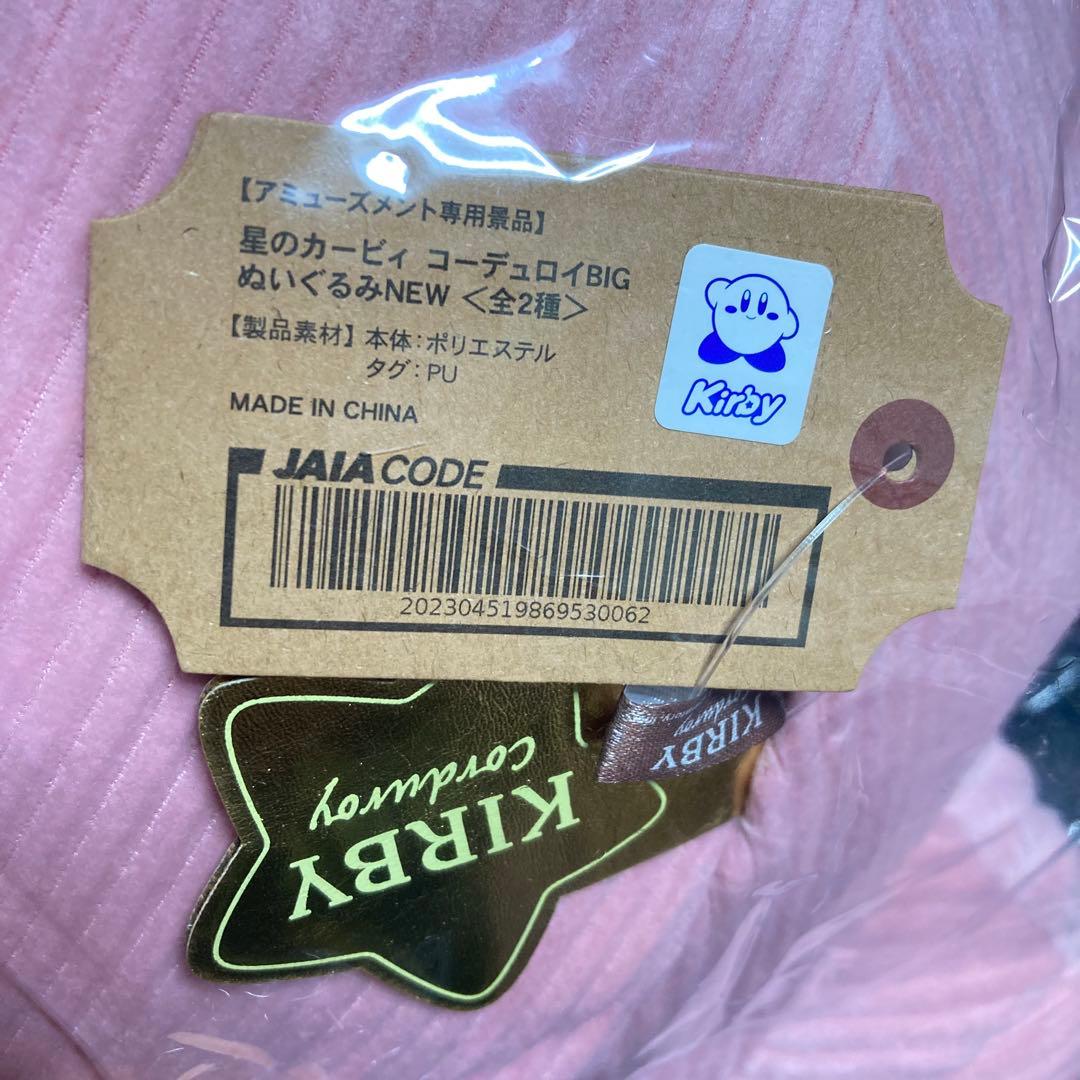 【アミューズメント専用景品】
星のカービィ コーデュロイBIG
ぬいぐるみNEW <全2種>
【製品素材】本体:ポリエステル
タグ:PU
MADE IN CHINA
Kirby
JAIA CODE
202304519869530062
KIRBY
Corduroy
KIRBY